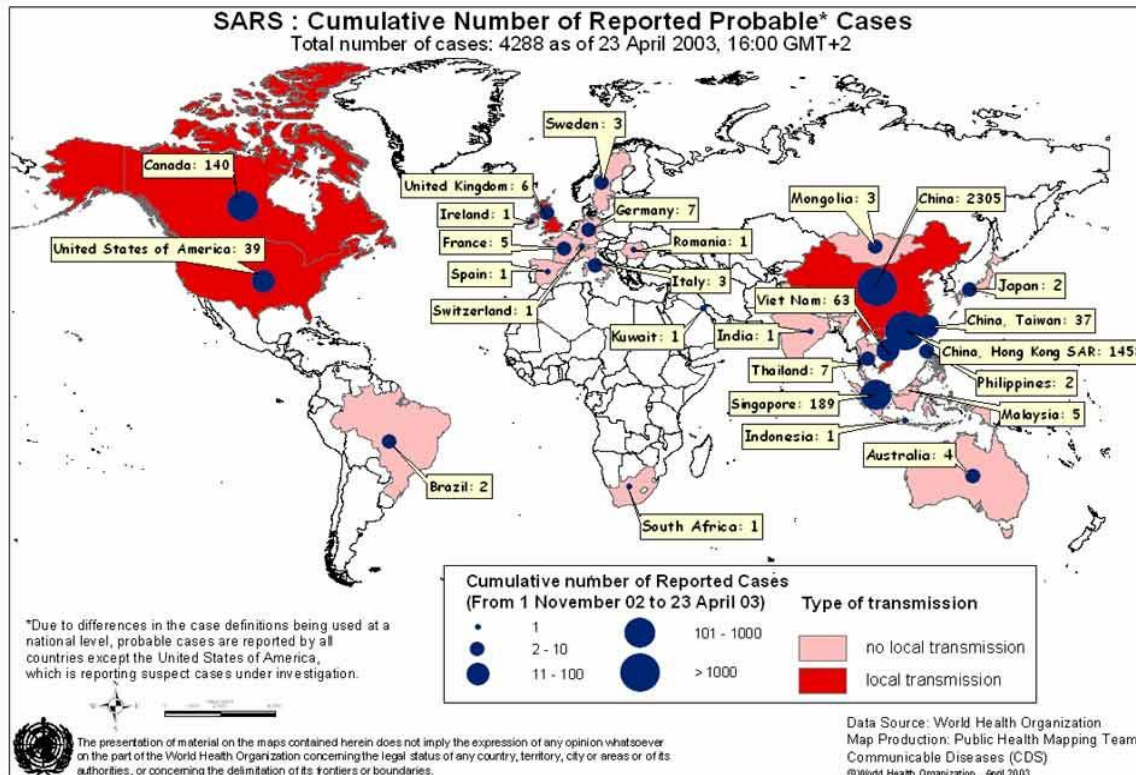 SARS : Cumulative Number of Reported Probable* Cases
Total number of cases: 4288 as of 23 April 2003, 16:00 GMT+2
Sweden: 3
Canada: 140
United Kingdom: 6
Mongolia: 3
China: 2305
Ireland: 1
Germany: 7
United States of America: 39
France: 5
Romania: 1
Spain: 1
Italy: 3
Viet Nam: 63
Japan: 2
Switzerland: 1
China, Taiwan: 37
Kuwait: 1
India: 1
China, Hong Kong SAR: 145
Thailand: 7
Philippines: 2
Singapore: 189
Malaysia: 5
Indonesia: 1
Australia: 4
Brazil: 2
South Africa: 1
Cumulative number of Reported Cases
(From 1 November 02 to 23 April 03)
Type of transmission
1
101 - 1000
2 - 10
no local transmission
11 - 100
> 1000
local transmission
*Due to differences in the case definitions being used at a
national level, probable cases are reported by all
countries except the United States of America,
which is reporting suspect cases under investigation.
The presentation of material on the maps contained herein does not imply the expression of any opinion whatsoever
on the part of the World Health Organization concerning the legal status of any country, territory, city or areas or of its
authorities, or concerning the delimitation of its frontiers or boundaries.
Data Source: World Health Organization
Map Production: Public Health Mapping Team
Communicable Diseases (CDS)
©World Health Organization, April 2003